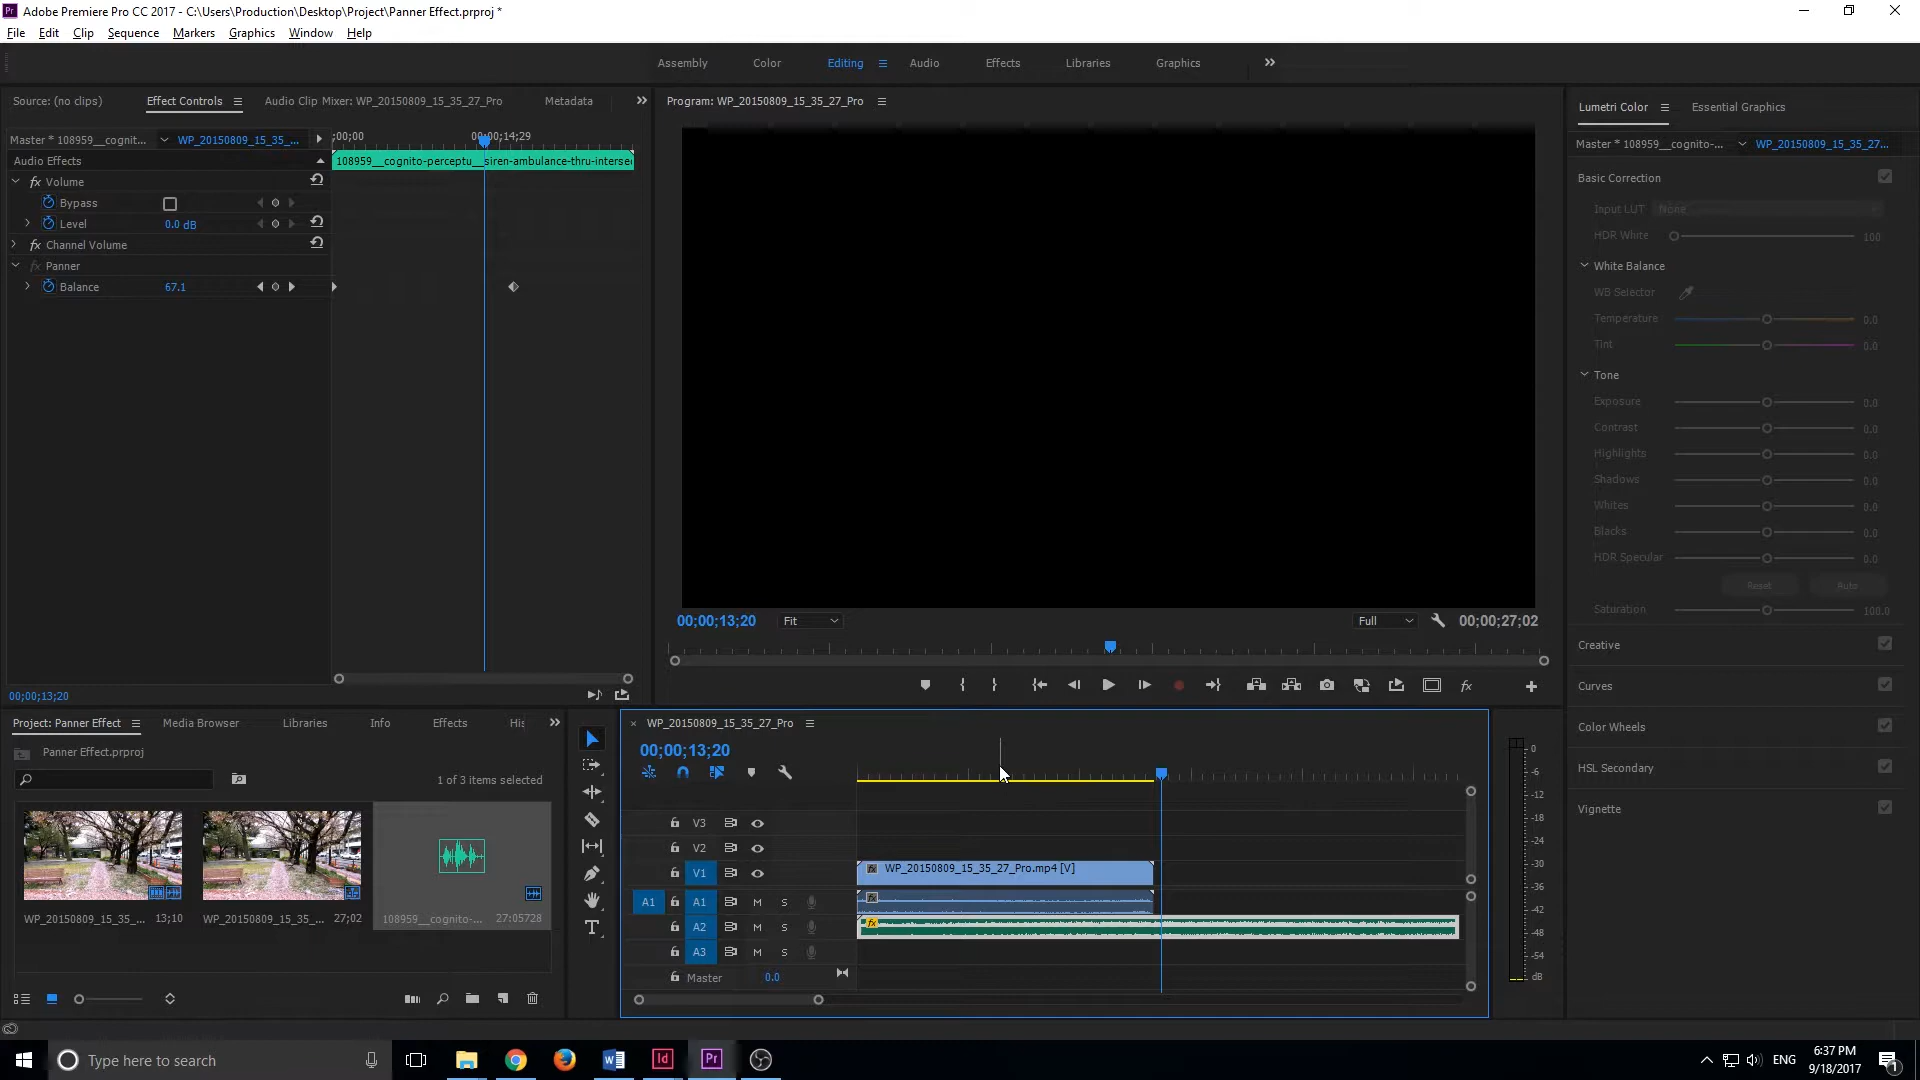 Adobe Premiere Pro CC 2017 - C:\Users\Production\Desktop\Project\Panner Effect.prproj *
File Edit Clip Sequence Markers Graphics Window Help
Assembly Color Editing Audio Effects Libraries Graphics
Source: (no clips) Effect Controls Audio Clip Mixer: WP_20150809_15_35_27_Pro Metadata
Master * 108959__cognit... WP_20150809_15_35_...
;00;00 00;00;14;29
Audio Effects
108959__cognito-perceptu__siren-ambulance-thru-interse
fx Volume
Bypass
Level 0.0 dB
fx Channel Volume
fx Panner
Balance 67.1
00;00;13;20
Program: WP_20150809_15_35_27_Pro
00;00;13;20 Fit Full 00;00;27;02
Lumetri Color Essential Graphics
Master * 108959__cognito-... WP_20150809_15_35_27...
Basic Correction
Input LUT None
HDR White 100
White Balance
WB Selector
Temperature 0.0
Tint 0.0
Tone
Exposure 0.0
Contrast 0.0
Highlights 0.0
Shadows 0.0
Whites 0.0
Blacks 0.0
HDR Specular 0.0
Reset Auto
Saturation 100.0
Creative
Curves
Color Wheels
HSL Secondary
Vignette
Project: Panner Effect Media Browser Libraries Info Effects His
Panner Effect.prproj
1 of 3 items selected
WP_20150809_15_35_... 13;10 WP_20150809_15_35_... 27;02 108959__cognito-... 27:05728
WP_20150809_15_35_27_Pro
00;00;13;20
V3
V2
V1 WP_20150809_15_35_27_Pro.mp4 [V]
A1 A1 M S
A2 M S fx
A3 M S
Master 0.0
0
-6
-12
-18
-24
-30
-36
-42
-48
-54
dB
Type here to search
ENG
6:37 PM
9/18/2017